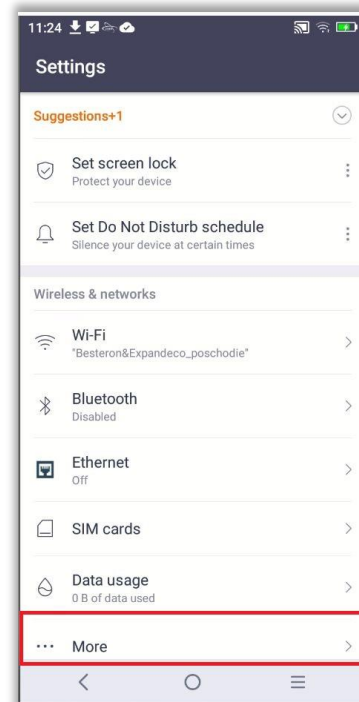 11:24
Settings
Suggestions+1
Set screen lock
Protect your device
Set Do Not Disturb schedule
Silence your device at certain times
Wireless & networks
Wi-Fi
"Besteron&Expandeco_poschodie"
Bluetooth
Disabled
Ethernet
Off
SIM cards
Data usage
0 B of data used
More